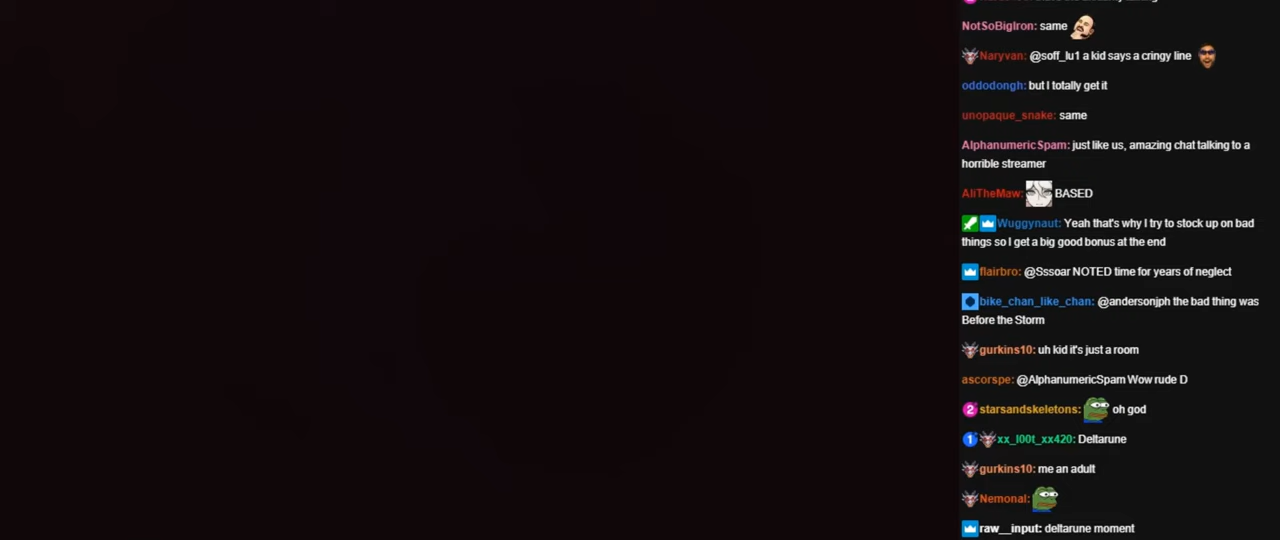 NotSoBigIron: same
Naryvan: @soff_lu1 a kid says a cringy line
oddodongh: but I totally get it
unopaque_snake: same
AlphanumericSpam: just like us, amazing chat talking to a
horrible streamer
AliTheMaw: BASED
Wuggynaut: Yeah that's why I try to stock up on bad
things so I get a big good bonus at the end
flairbro: @Sssoar NOTED time for years of neglect
bike_chan_like_chan: @andersonjph the bad thing was
Before the Storm
gurkins10: uh kid it's just a room
ascorspe: @AlphanumericSpam Wow rude D
2 starsandskeletons: oh god
1 xx_l00t_xx420: Deltarune
gurkins10: me an adult
Nemonal:
raw__input: deltarune moment